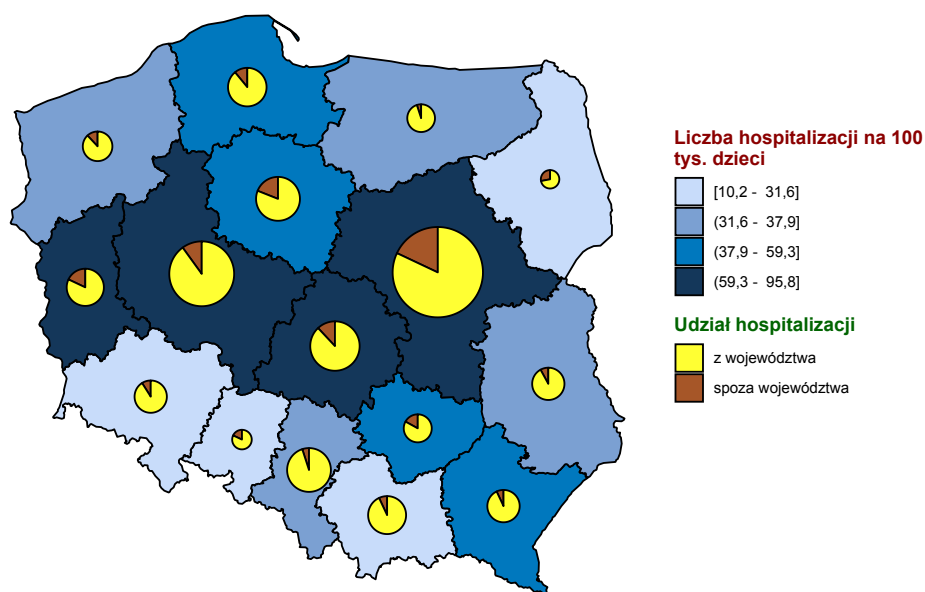 Liczba hospitalizacji na 100
tys. dzieci
[10,2 - 31,6]
(31,6 - 37,9]
(37,9 - 59,3]
(59,3 - 95,8]
Udział hospitalizacji
z województwa
spoza województwa